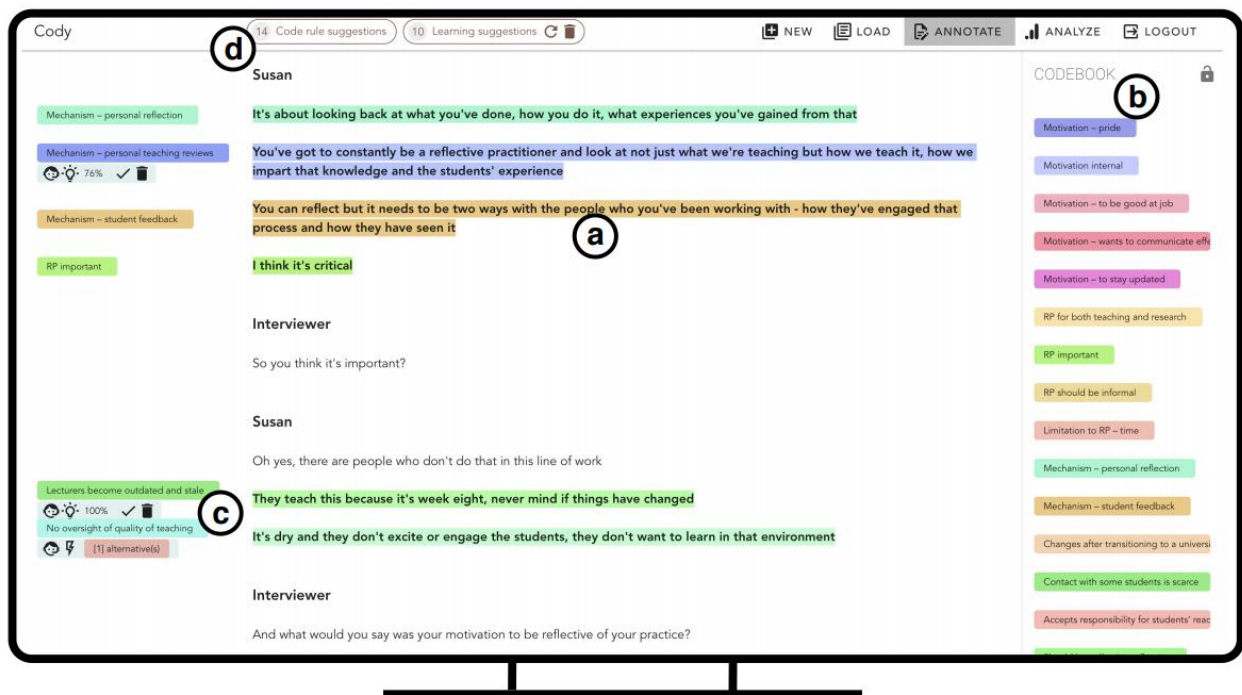 Cody
14 Code rule suggestions
10 Learning suggestions
NEW
LOAD
ANNOTATE
ANALYZE
LOGOUT
d
Susan
CODEBOOK
b
Mechanism – personal reflection
It's about looking back at what you've done, how you do it, what experiences you've gained from that
Mechanism – personal teaching reviews
76%
You've got to constantly be a reflective practitioner and look at not just what we're teaching but how we teach it, how we
impart that knowledge and the students' experience
Mechanism – student feedback
You can reflect but it needs to be two ways with the people who you've been working with - how they've engaged that
process and how they have seen it
a
RP important
I think it's critical
Interviewer
So you think it's important?
Susan
Oh yes, there are people who don't do that in this line of work
Lecturers become outdated and stale
100%
They teach this because it's week eight, never mind if things have changed
c
No oversight of quality of teaching
[1] alternative(s)
It's dry and they don't excite or engage the students, they don't want to learn in that environment
Interviewer
And what would you say was your motivation to be reflective of your practice?
Motivation – pride
Motivation internal
Motivation – to be good at job
Motivation – wants to communicate effe
Motivation – to stay updated
RP for both teaching and research
RP important
RP should be informal
Limitation to RP – time
Mechanism – personal reflection
Mechanism – student feedback
Changes after transitioning to a universi
Contact with some students is scarce
Accepts responsibility for students' reac